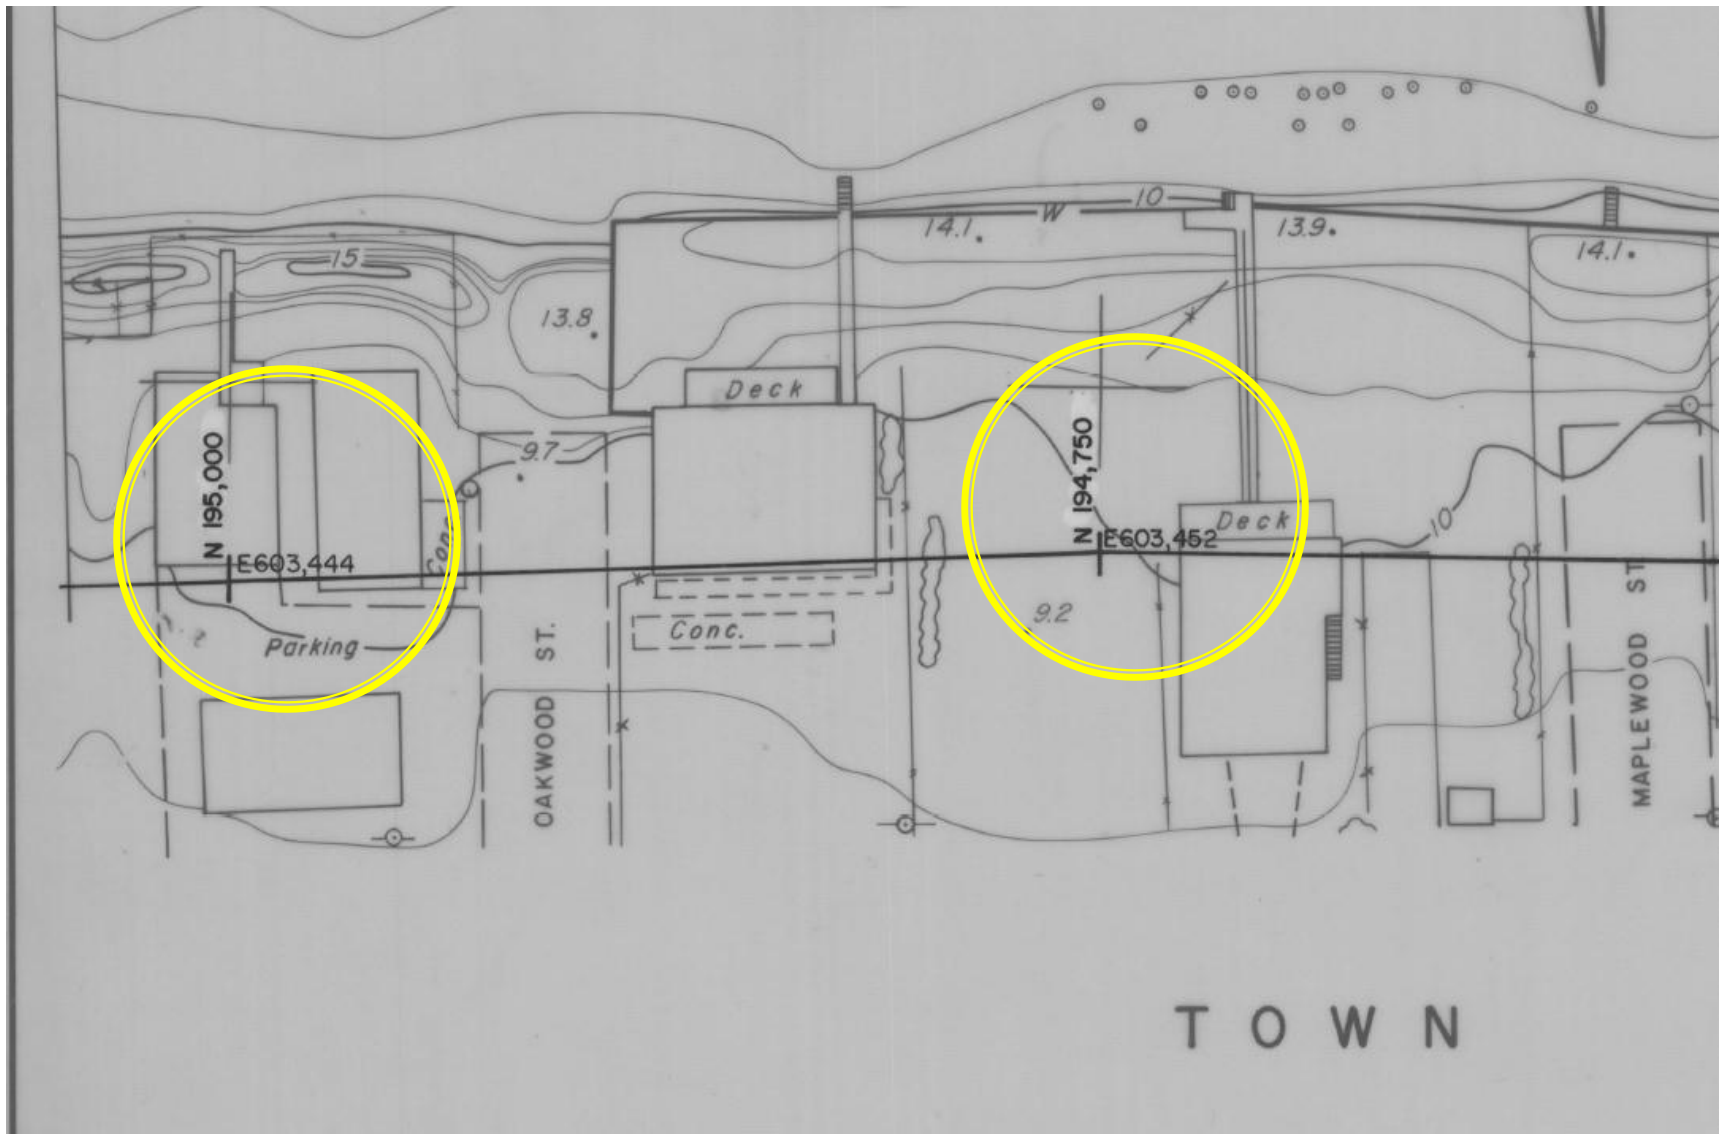 10
W
14.1
13.9
14.1
15
13.8
Deck
N 195,000
9.7
N 194,750
Deck
10
E603,444
Conc
E603,452
9.2
Parking
Conc.
OAKWOOD ST.
MAPLEWOOD ST
TOWN